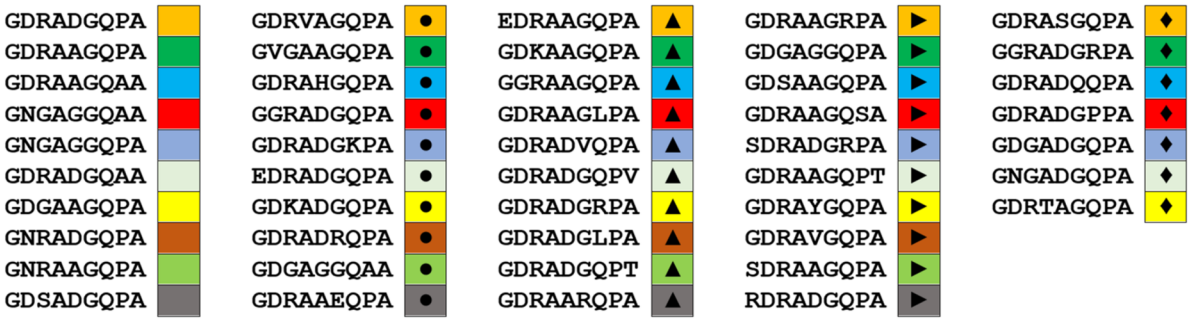 GDRADGQPA
GDRAAGQPA
GDRAAGQAA
GNGAGGQAA
GNGAGGQPA
GDRADGQAA
GDGAAGQPA
GNRADGQPA
GNRAAGQPA
GDSADGQPA
GDRVAGQPA
GVGAAGQPA
GDRAHGQPA
GGRADGQPA
GDRADGKPA
EDRADGQPA
GDKADGQPA
GDRADRQPA
GDGAGGQAA
GDRAAEQPA
EDRAAGQPA
GDKAAGQPA
GGRAAGQPA
GDRAAGLPA
GDRADVQPA
GDRADGQPV
GDRADGRPA
GDRADGLPA
GDRADGQPT
GDRAARQPA
GDRAAGRPA
GDGAGGQPA
GDSAAGQPA
GDRAAGQSA
SDRADGRPA
GDRAAGQPT
GDRAYGQPA
GDRAVGQPA
SDRAAGQPA
RDRADGQPA
GDRASGQPA
GGRADGRPA
GDRADQQPA
GDRADGPPA
GDGADGQPA
GNGADGQPA
GDRTAGQPA